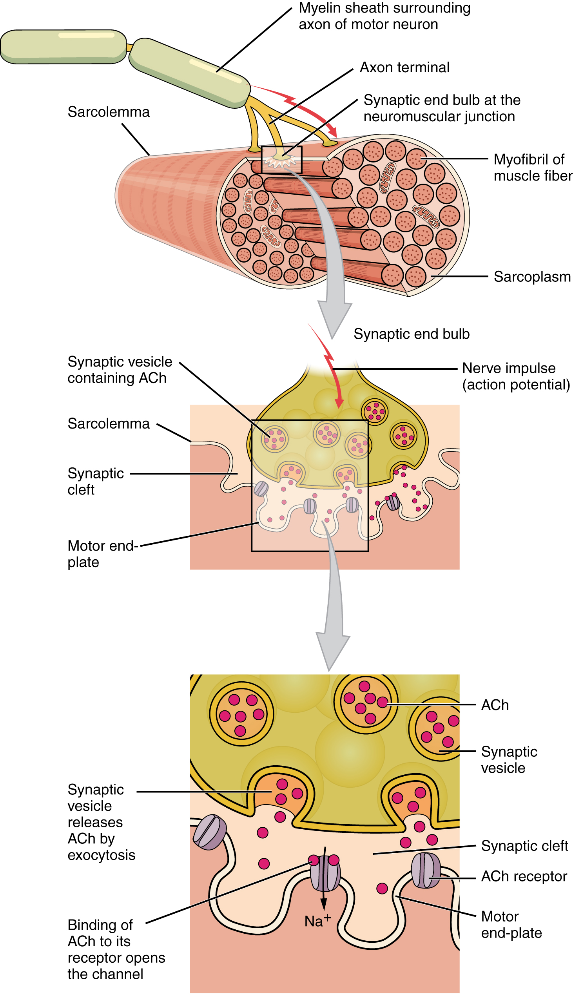 Myelin sheath surrounding
axon of motor neuron
Axon terminal
Synaptic end bulb at the
neuromuscular junction
Sarcolemma
Myofibril of
muscle fiber
Sarcoplasm
Synaptic end bulb
Synaptic vesicle
containing ACh
Nerve impulse
(action potential)
Sarcolemma
Synaptic
cleft
Motor end-
plate
ACh
Synaptic
vesicle
Synaptic
vesicle
releases
ACh by
exocytosis
Synaptic cleft
ACh receptor
Na+
Motor
end-plate
Binding of
ACh to its
receptor opens
the channel